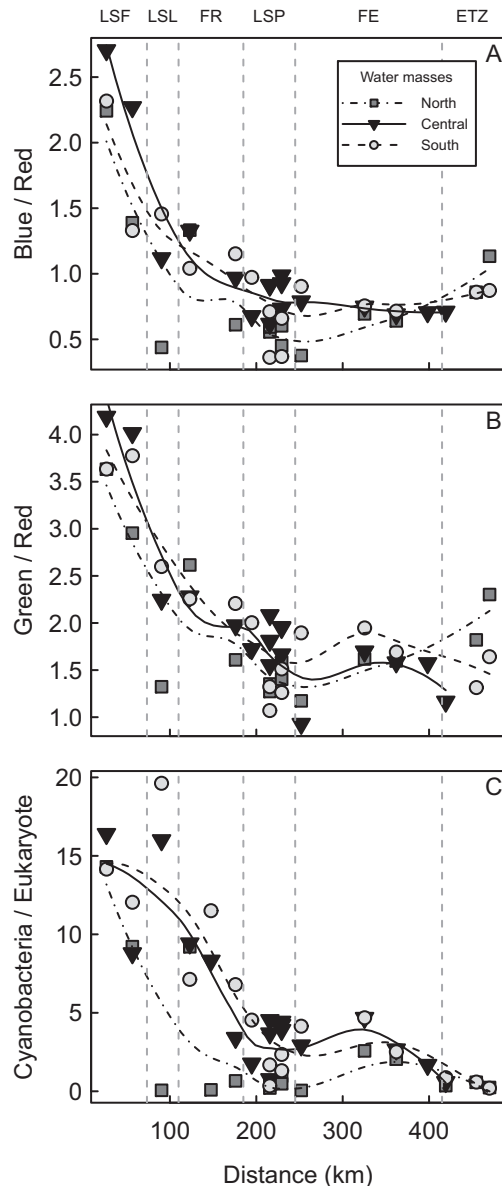 LSF LSL FR LSP FE ETZ
A
Water masses
North
Central
South
2.5
2.0
1.5
1.0
0.5
Blue / Red
B
4.0
3.5
3.0
2.5
2.0
1.5
1.0
Green / Red
C
20
15
10
5
0
Cyanobacteria / Eukaryote
100 200 300 400
Distance (km)